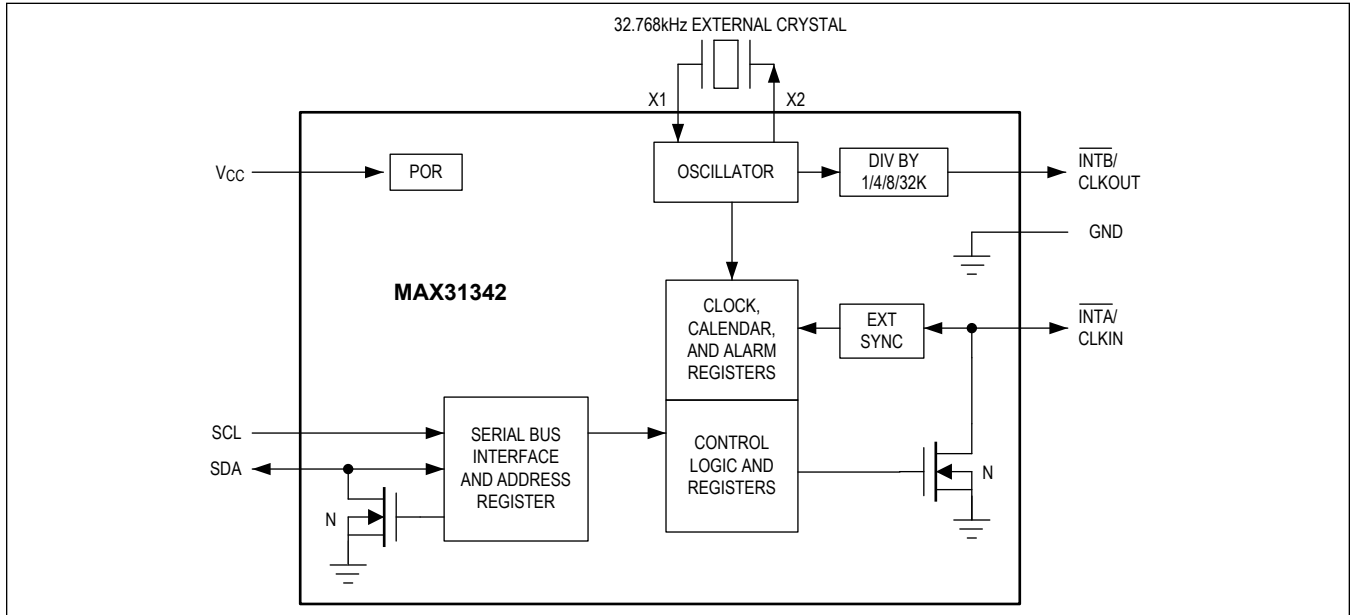 32.768kHz EXTERNAL CRYSTAL
X1
X2
VCC
POR
OSCILLATOR
DIV BY
1/4/8/32K
INTB/
CLKOUT
GND
MAX31342
CLOCK,
CALENDAR,
AND ALARM
REGISTERS
EXT
SYNC
INTA/
CLKIN
SCL
SDA
SERIAL BUS
INTERFACE
AND ADDRESS
REGISTER
CONTROL
LOGIC AND
REGISTERS
N
N